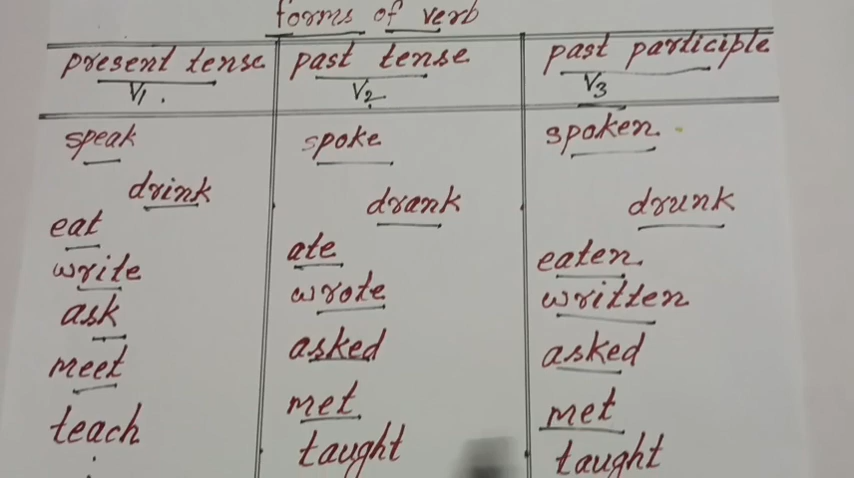 forms of verb
present tense past tense past participle
V1. V2 V3
speak spoke spoken
drink drank drunk
eat ate eaten
write wrote written
ask asked asked
meet met met
teach taught taught